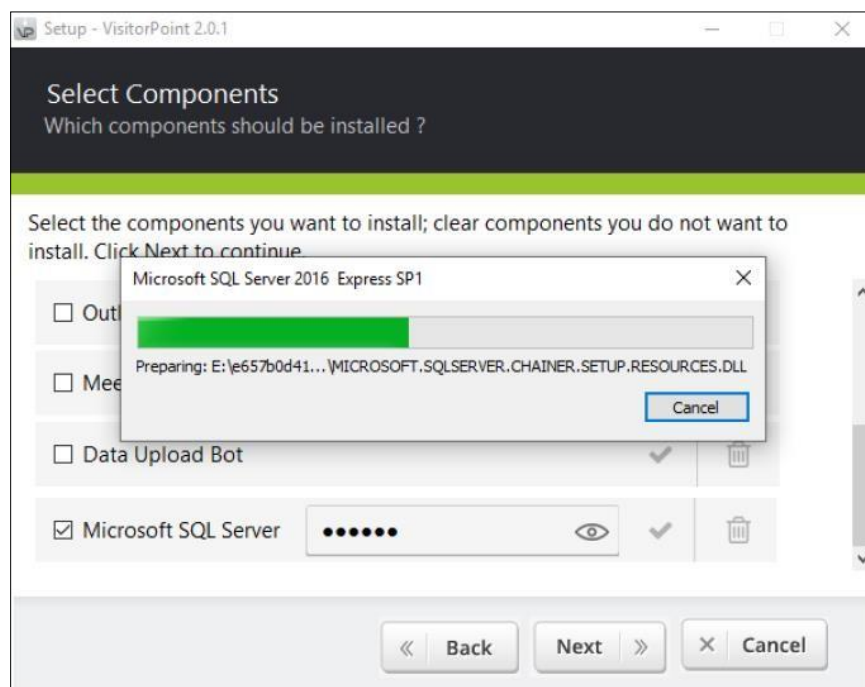 Setup - VisitorPoint 2.0.1
Select Components
Which components should be installed ?
Select the components you want to install; clear components you do not want to
install. Click Next to continue.
Microsoft SQL Server 2016 Express SP1
Preparing: E:\e657b0d41...\MICROSOFT.SQLSERVER.CHAINER.SETUP.RESOURCES.DLL
Cancel
Outl
Mee
Data Upload Bot
Microsoft SQL Server ••••••
Back Next Cancel